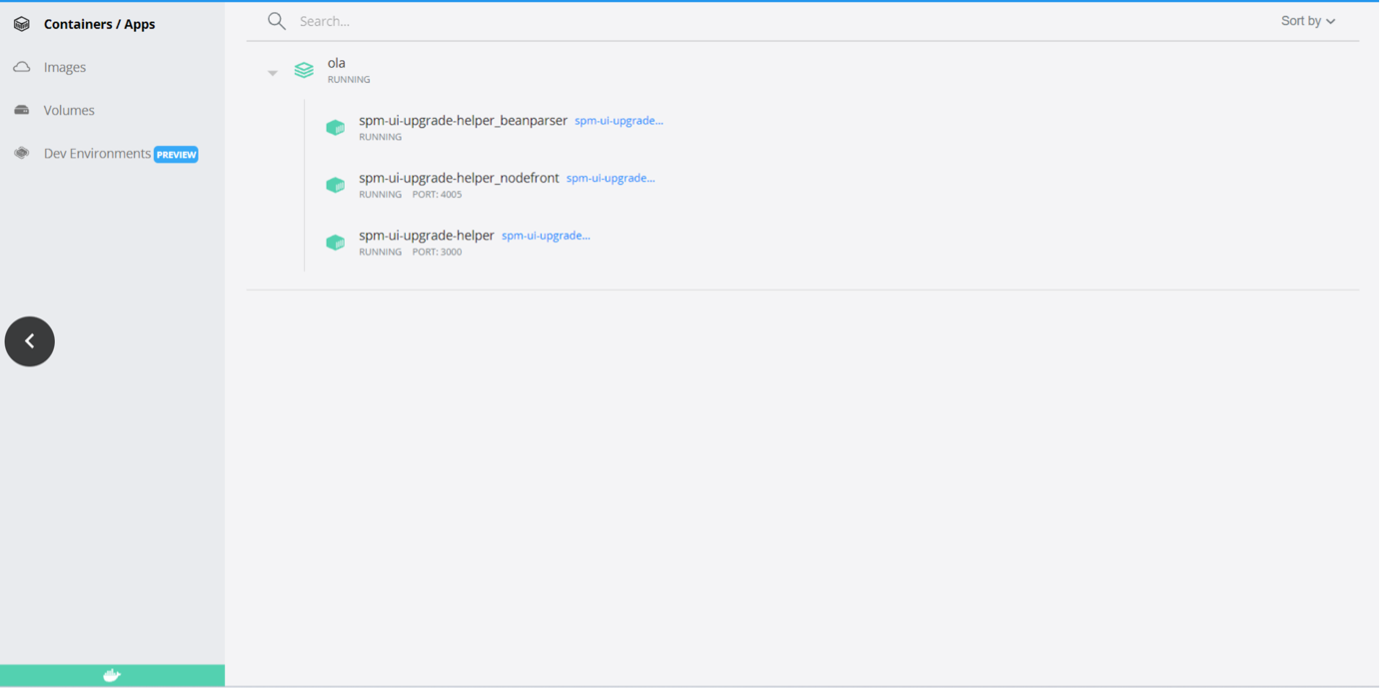 Containers / Apps
Images
Volumes
Dev Environments PREVIEW
Search...
Sort by
ola
RUNNING
spm-ui-upgrade-helper_beanparser spm-ui-upgrade...
RUNNING
spm-ui-upgrade-helper_nodefront spm-ui-upgrade...
RUNNING PORT: 4005
spm-ui-upgrade-helper spm-ui-upgrade...
RUNNING PORT: 3000